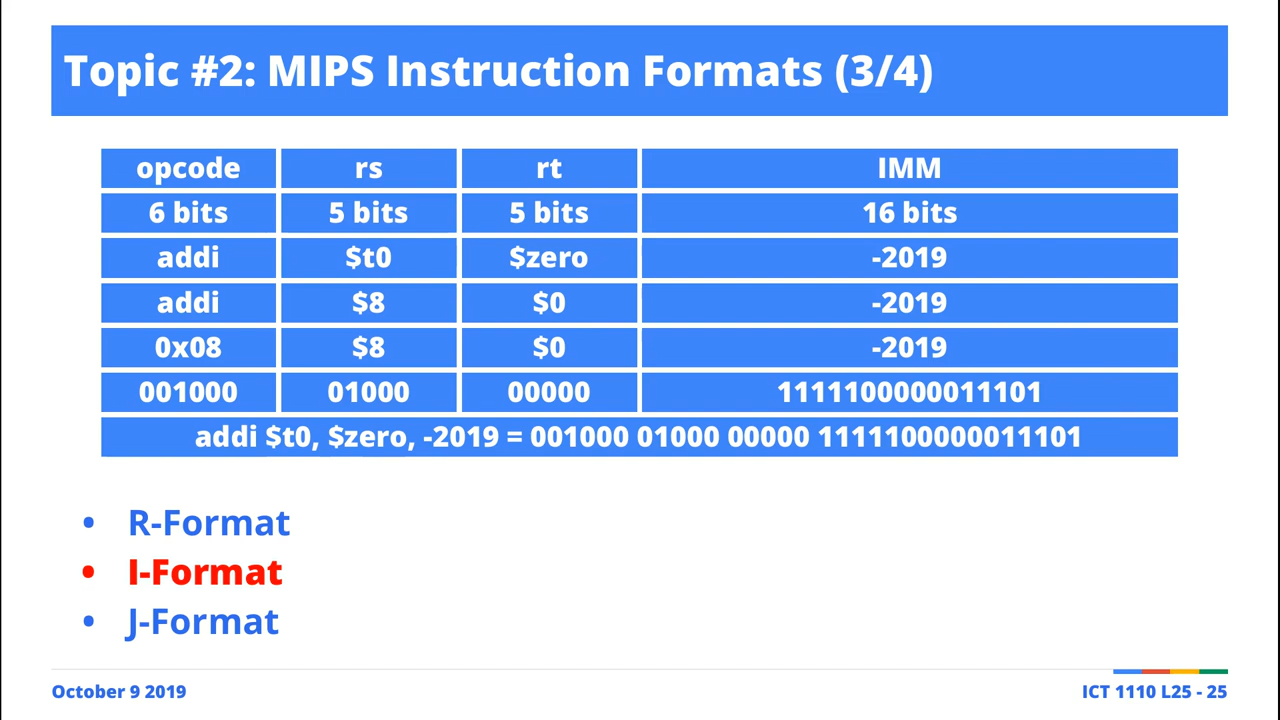 Topic #2: MIPS Instruction Formats (3/4)
opcode rs rt IMM
6 bits 5 bits 5 bits 16 bits
addi $t0 $zero -2019
addi $8 $0 -2019
0x08 $8 $0 -2019
001000 01000 00000 1111100000011101
addi $t0, $zero, -2019 = 001000 01000 00000 1111100000011101
• R-Format
• I-Format
• J-Format
October 9 2019 ICT 1110 L25 - 25